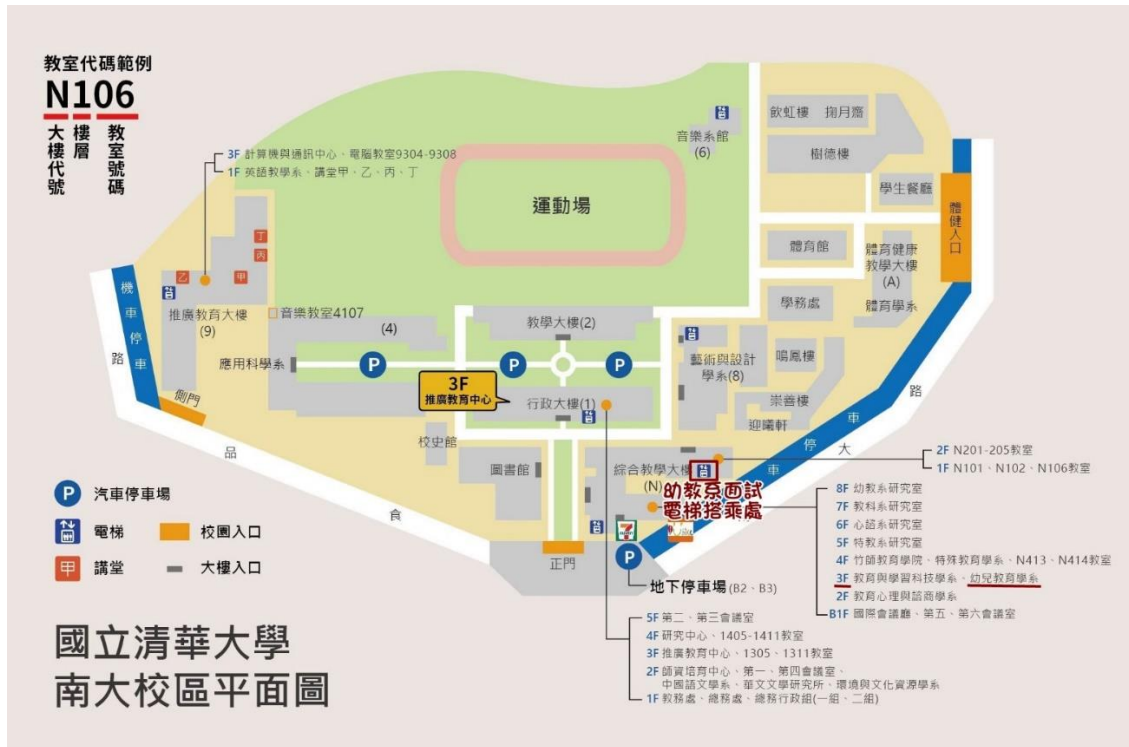 教室代碼範例
N106
大樓代號
樓層
教室號碼
3F 計算機與通訊中心、電腦教室9304-9308
1F 英語教學系、講堂甲、乙、丙、丁
音樂系館
(6)
飲虹樓
掬月齋
樹德樓
學生餐廳
體健入口
運動場
體育館
體育健康
教學大樓
(A)
體育學系
丁
丙
乙
甲
機車停車
推廣教育大樓
(9)
音樂教室4107
(4)
教學大樓(2)
學務處
藝術與設計
學系(8)
鳴鳳樓
應用科學系
P
P
P
3F
推廣教育中心
行政大樓(1)
崇善樓
迎曦軒
路
側門
校史館
圖書館
綜合教學大樓
(N)
幼教系面試
電梯搭乘處
車
停
車
大
路
品
食
2F N201-205教室
1F N101、N102、N106教室
P 汽車停車場
電梯
校園入口
甲 講堂
大樓入口
正門
7
P
地下停車場(B2、B3)
8F 幼教系研究室
7F 教科系研究室
6F 心諮系研究室
5F 特教系研究室
4F 竹師教育學院、特殊教育學系、N413、N414教室
3F 教育與學習科技學系、幼兒教育學系
2F 教育心理與諮商學系
B1F 國際會議廳、第五、第六會議室
5F 第二、第三會議室
4F 研究中心、1405-1411教室
3F 推廣教育中心、1305、1311教室
2F 師資培育中心、第一、第四會議室、
中國語文學系、華文文學研究所、環境與文化資源學系
1F 教務處、總務處、總務行政組(一組、二組)
國立清華大學
南大校區平面圖